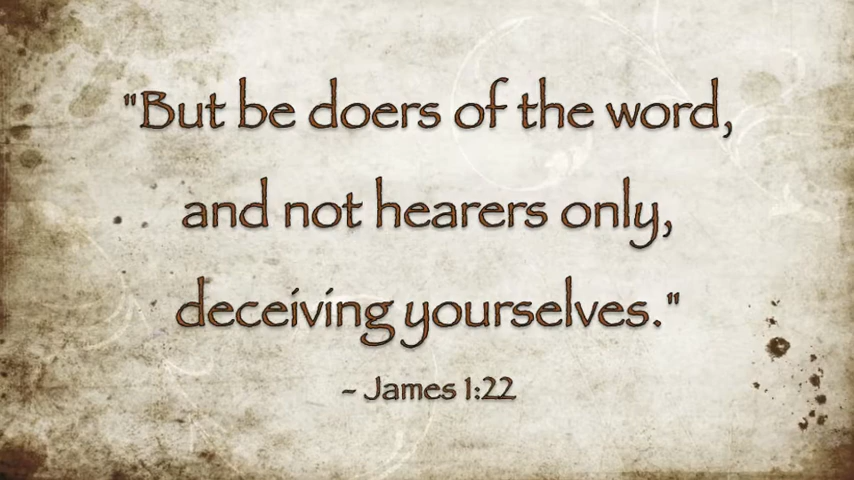 "But be doers of the word,
and not hearers only,
deceiving yourselves."
~ James 1:22